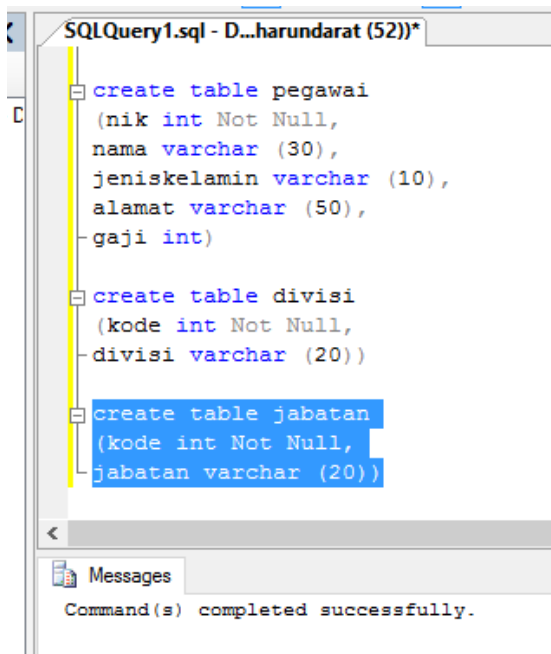 SQLQuery1.sql - D...harundarat (52))*
create table pegawai
(nik int Not Null,
nama varchar (30),
jeniskelamin varchar (10),
alamat varchar (50),
gaji int)
create table divisi
(kode int Not Null,
divisi varchar (20))
create table jabatan
(kode int Not Null,
jabatan varchar (20))
Messages
Command(s) completed successfully.